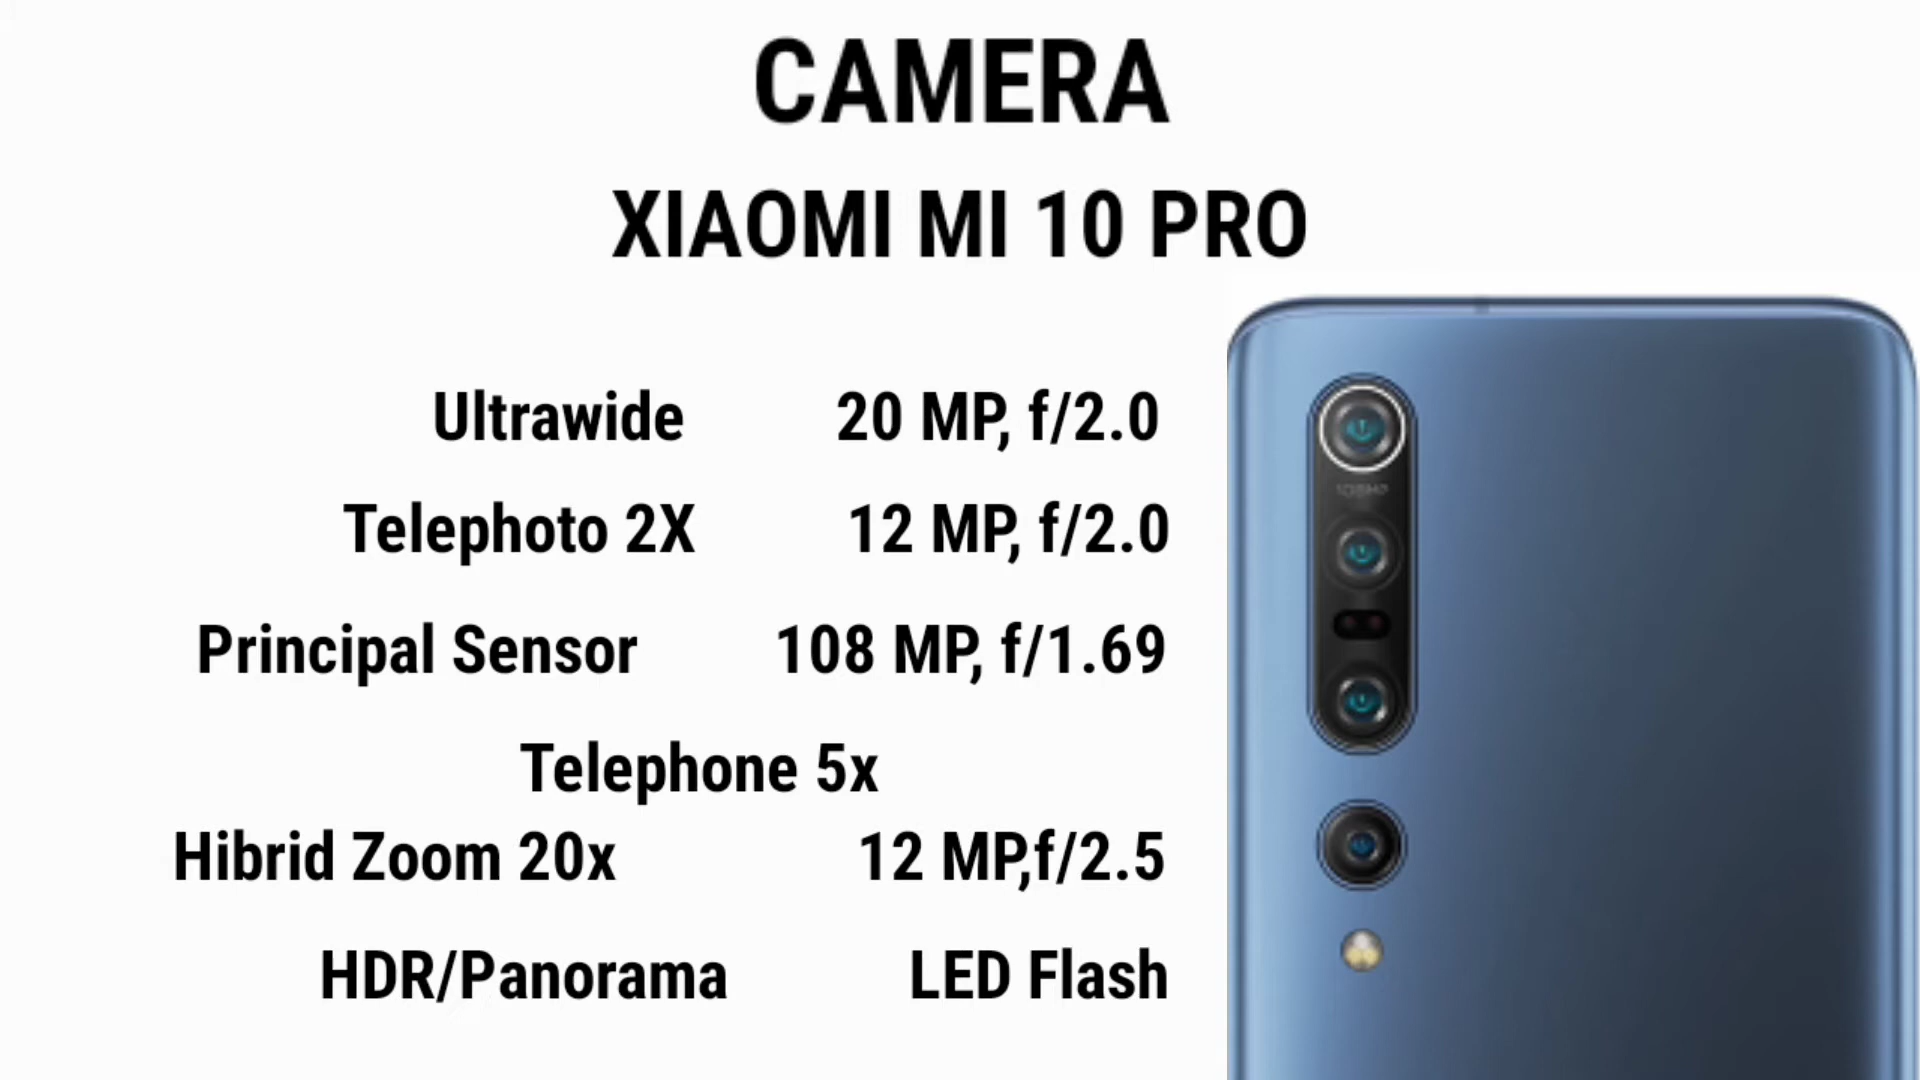 CAMERA
XIAOMI MI 10 PRO
Ultrawide 20 MP, f/2.0
Telephoto 2X 12 MP, f/2.0
Principal Sensor 108 MP, f/1.69
Telephone 5x
Hibrid Zoom 20x 12 MP,f/2.5
HDR/Panorama LED Flash
108MP